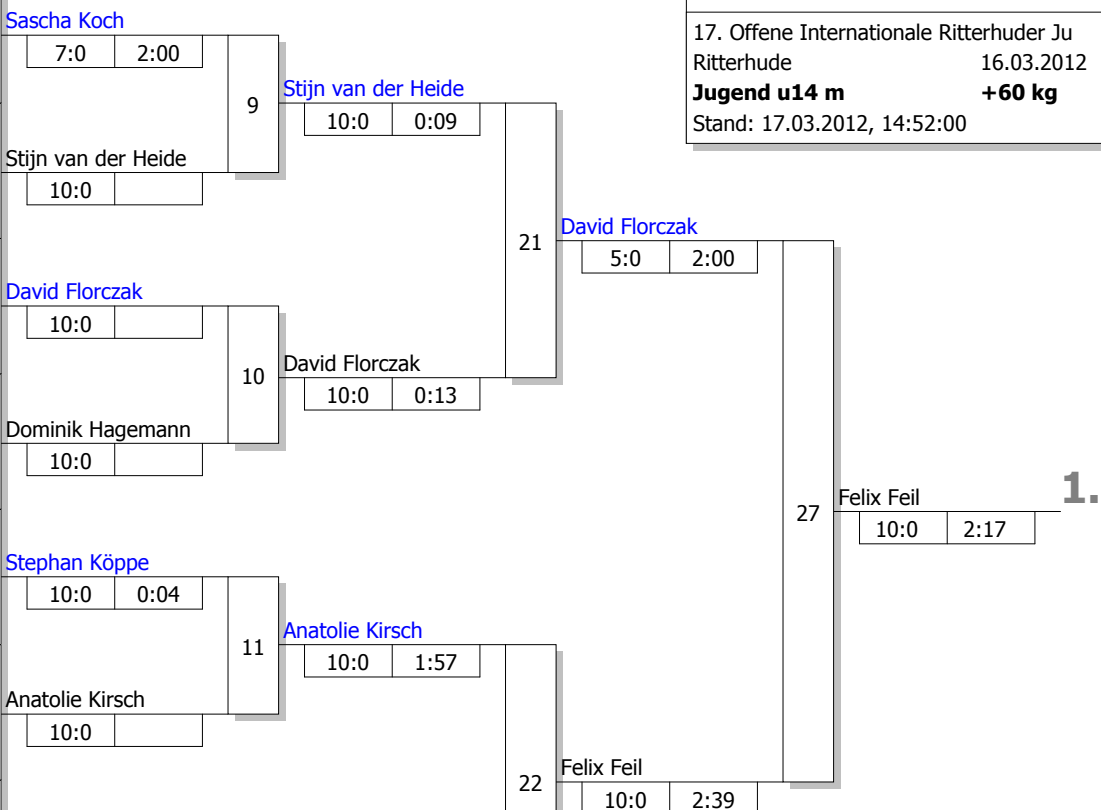 Sascha Koch
7:0 2:00
17. Offene Internationale Ritterhuder Ju
Ritterhude 16.03.2012
Jugend u14 m +60 kg
Stand: 17.03.2012, 14:52:00
9
Stijn van der Heide
10:0 0:09
Stijn van der Heide
10:0
21
David Florczak
5:0 2:00
David Florczak
10:0
10
David Florczak
10:0 0:13
Dominik Hagemann
10:0
27
Felix Feil
10:0 2:17
1.
Stephan Köppe
10:0 0:04
11
Anatolie Kirsch
10:0 1:57
Anatolie Kirsch
10:0
22
Felix Feil
10:0 2:39